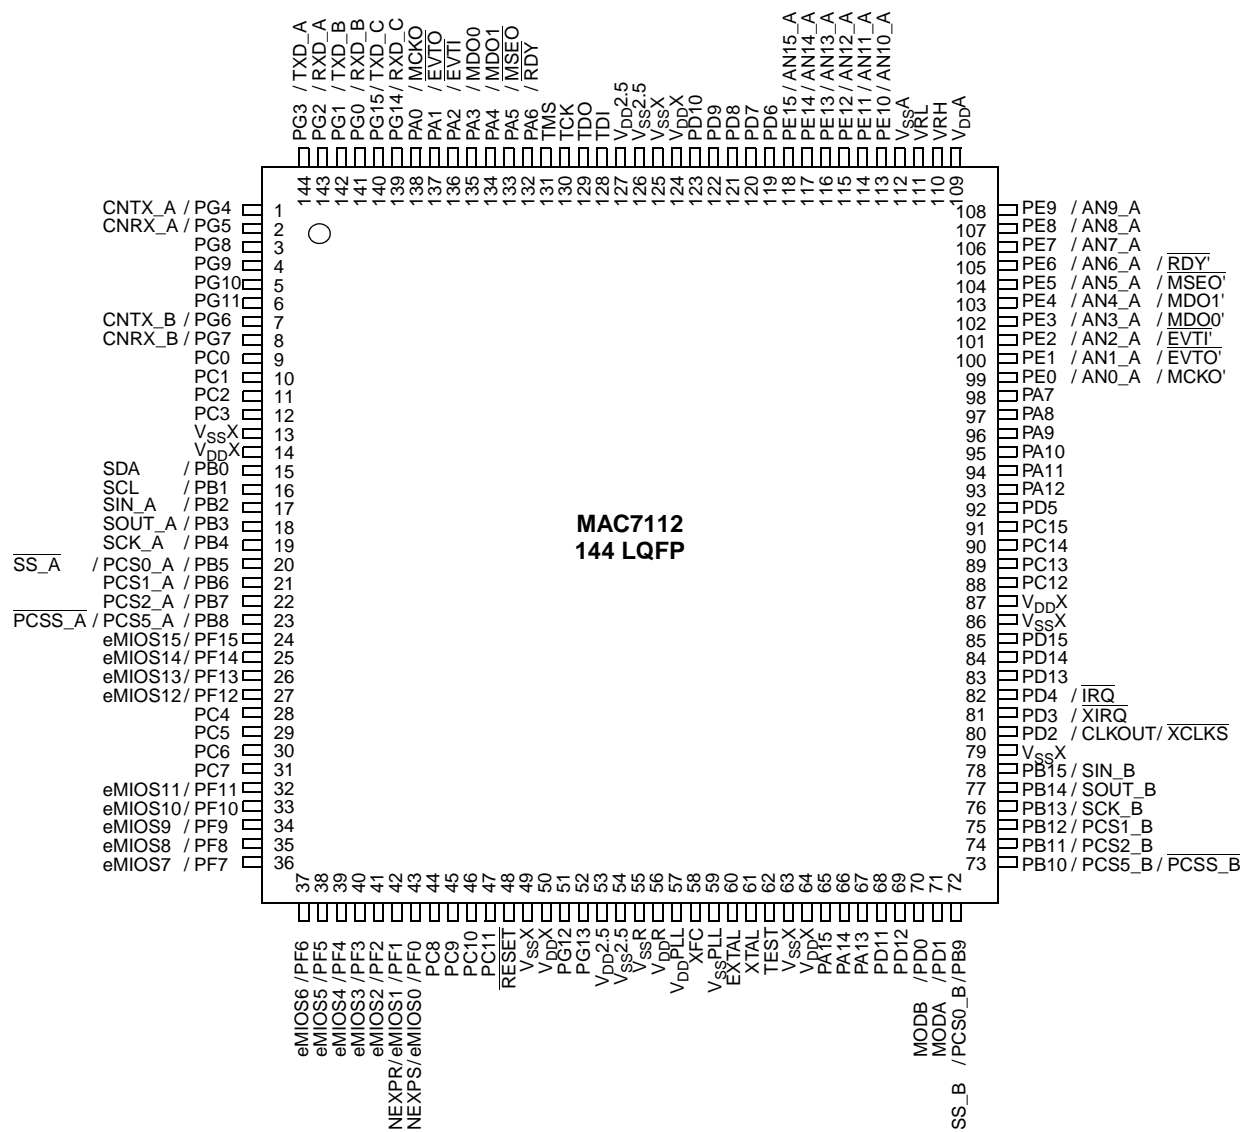 PG3 / TXD_A
PG2 / RXD_A
PG1 / TXD_B
PG0 / RXD_B
PG15 / TXD_C
PG14 / RXD_C
PA0 / MCKO
PA1 / EVTO
PA2 / EVTI
PA3 / MDO0
PA4 / MDO1
PA5 / MSEO
PA6 / RDY
TMS
TCK
TDO
TDI
VDD2.5
VSS2.5
VSSX
VDDX
PD10
PD9
PD8
PD7
PD6
PE15 / AN15_A
PE14 / AN14_A
PE13 / AN13_A
PE12 / AN12_A
PE11 / AN11_A
PE10 / AN10_A
VSSA
VRL
VRH
VDDA
144 143 142 141 140 139 138 137 136 135 134 133 132 131 130 129 128 127 126 125 124 123 122 121 120 119 118 117 116 115 114 113 112 111 110 109
CNTX_A / PG4 1
CNRX_A / PG5 2
PG8 3
PG9 4
PG10 5
PG11 6
CNTX_B / PG6 7
CNRX_B / PG7 8
PC0 9
PC1 10
PC2 11
PC3 12
VSSX 13
VDDX 14
SDA / PB0 15
SCL / PB1 16
SIN_A / PB2 17
SOUT_A / PB3 18
SCK_A / PB4 19
SS_A / PCS0_A / PB5 20
PCS1_A / PB6 21
PCS2_A / PB7 22
PCSS_A / PCS5_A / PB8 23
eMIOS15 / PF15 24
eMIOS14 / PF14 25
eMIOS13 / PF13 26
eMIOS12 / PF12 27
PC4 28
PC5 29
PC6 30
PC7 31
eMIOS11 / PF11 32
eMIOS10 / PF10 33
eMIOS9 / PF9 34
eMIOS8 / PF8 35
eMIOS7 / PF7 36
MAC7112
144 LQFP
108 PE9 / AN9_A
107 PE8 / AN8_A
106 PE7 / AN7_A
105 PE6 / AN6_A / RDY'
104 PE5 / AN5_A / MSEO'
103 PE4 / AN4_A / MDO1'
102 PE3 / AN3_A / MDO0'
101 PE2 / AN2_A / EVTI'
100 PE1 / AN1_A / EVTO'
99 PE0 / AN0_A / MCKO'
98 PA7
97 PA8
96 PA9
95 PA10
94 PA11
93 PA12
92 PD5
91 PC15
90 PC14
89 PC13
88 PC12
87 VDDX
86 VSSX
85 PD15
84 PD14
83 PD13
82 PD4 / IRQ
81 PD3 / XIRQ
80 PD2 / CLKOUT / XCLKS
79 VSSX
78 PB15 / SIN_B
77 PB14 / SOUT_B
76 PB13 / SCK_B
75 PB12 / PCS1_B
74 PB11 / PCS2_B
73 PB10 / PCS5_B / PCSS_B
37 38 39 40 41 42 43 44 45 46 47 48 49 50 51 52 53 54 55 56 57 58 59 60 61 62 63 64 65 66 67 68 69 70 71 72
eMIOS6 / PF6
eMIOS5 / PF5
eMIOS4 / PF4
eMIOS3 / PF3
eMIOS2 / PF2
NEXPR / eMIOS1 / PF1
NEXPS / eMIOS0 / PF0
PC8
PC9
PC10
PC11
RESET
VSSX
VDDX
PG12
PG13
VDD2.5
VSS2.5
VSSR
VDDR
VDDPLL
XFC
VSSPLL
EXTAL
XTAL
TEST
VSSX
VDDX
PA15
PA14
PA13
PD11
PD12
MODB / PD0
MODA / PD1
SS_B / PCS0_B / PB9